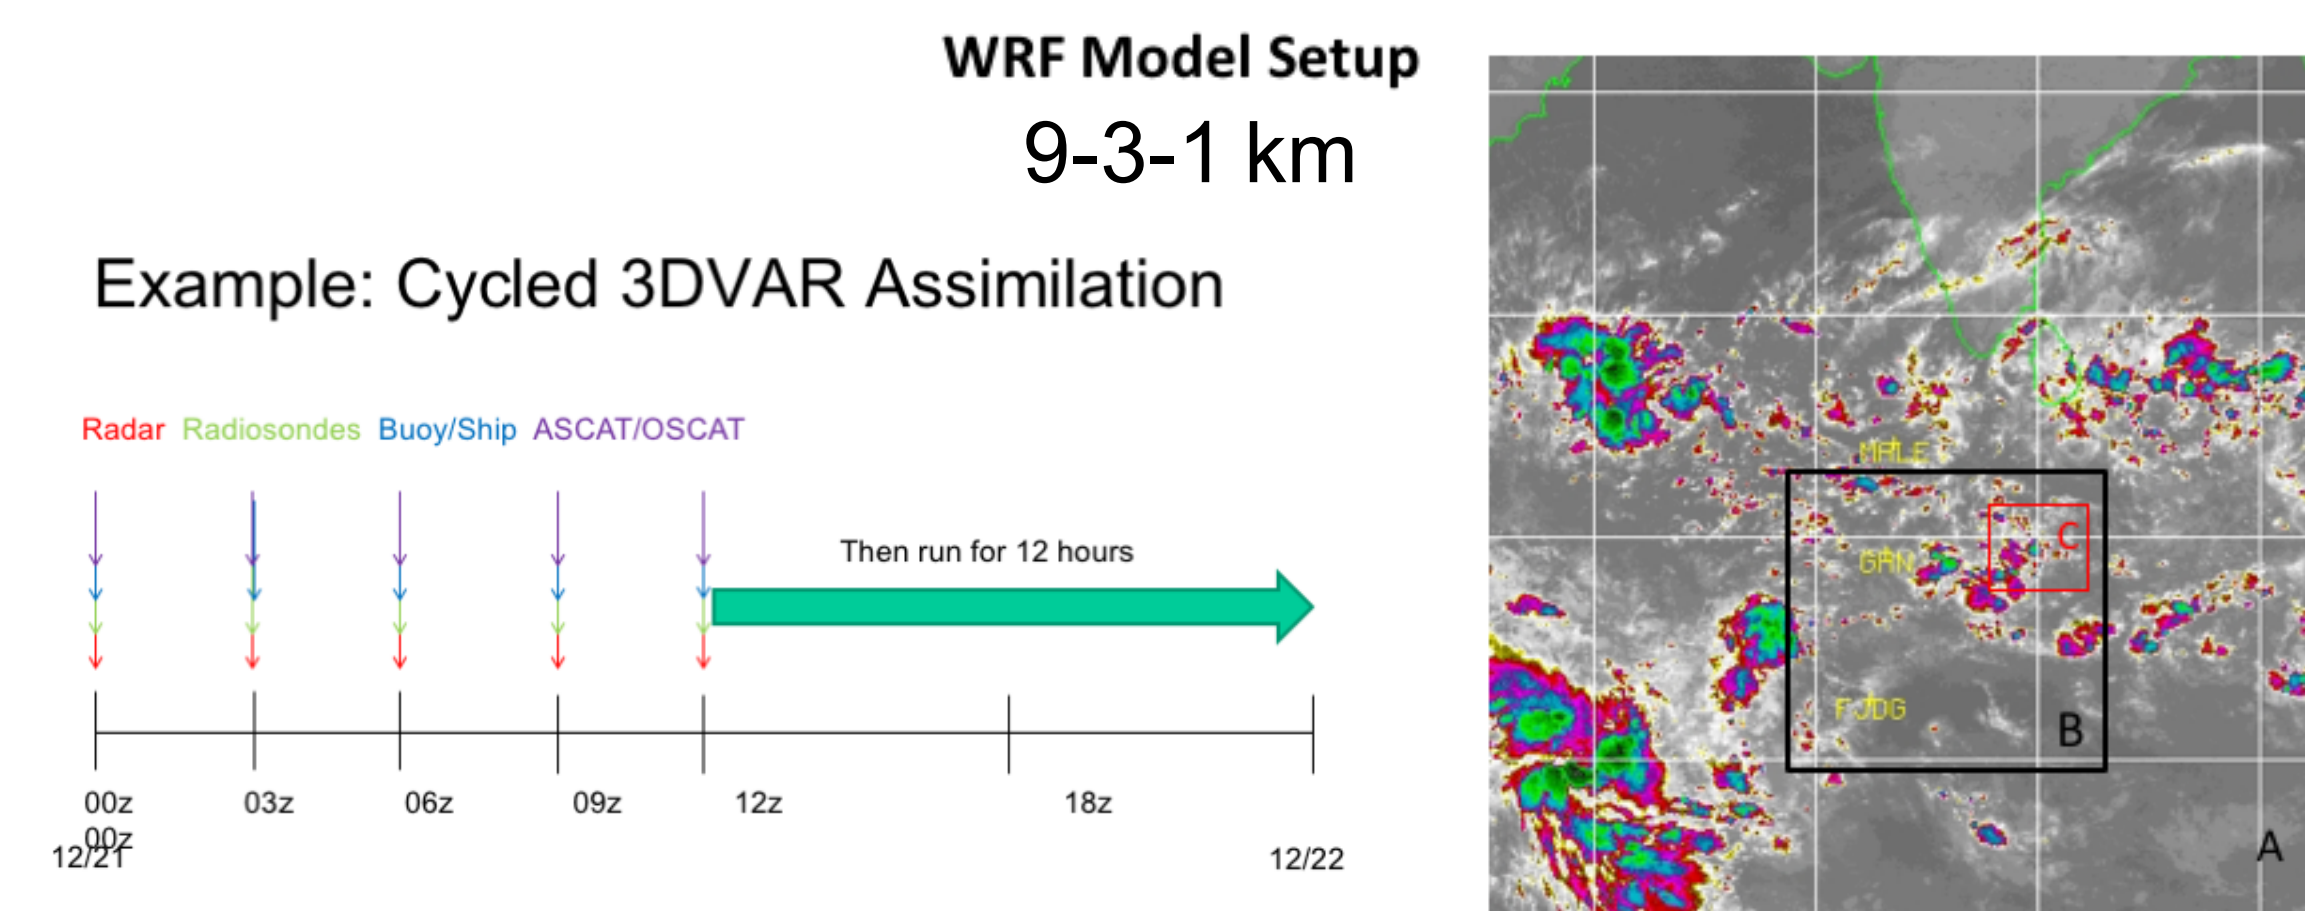 WRF Model Setup
9-3-1 km
Example: Cycled 3DVAR Assimilation
Radar Radiosondes Buoy/Ship ASCAT/OSCAT
Then run for 12 hours
00z 03z 06z 09z 12z 18z
00z
12/21 12/22
MALE
C
GAN
FJDG
B
A